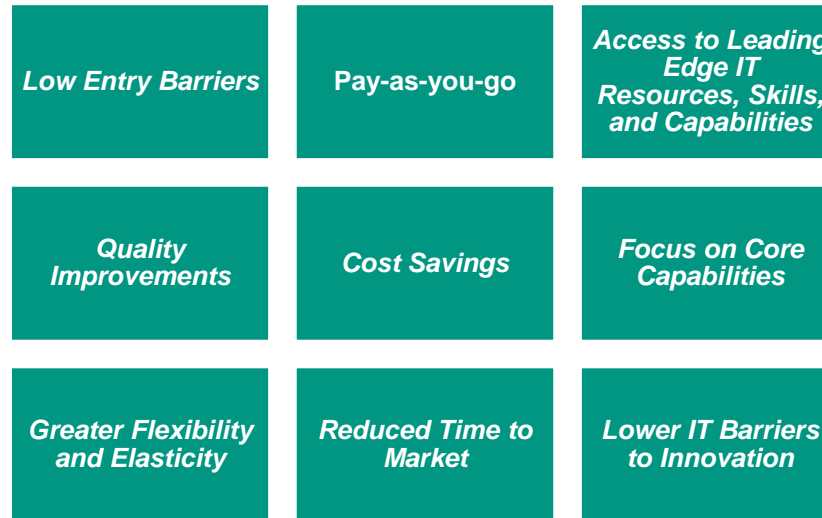 Low Entry Barriers
Pay-as-you-go
Access to Leading
Edge IT
Resources, Skills,
and Capabilities
Quality
Improvements
Cost Savings
Focus on Core
Capabilities
Greater Flexibility
and Elasticity
Reduced Time to
Market
Lower IT Barriers
to Innovation